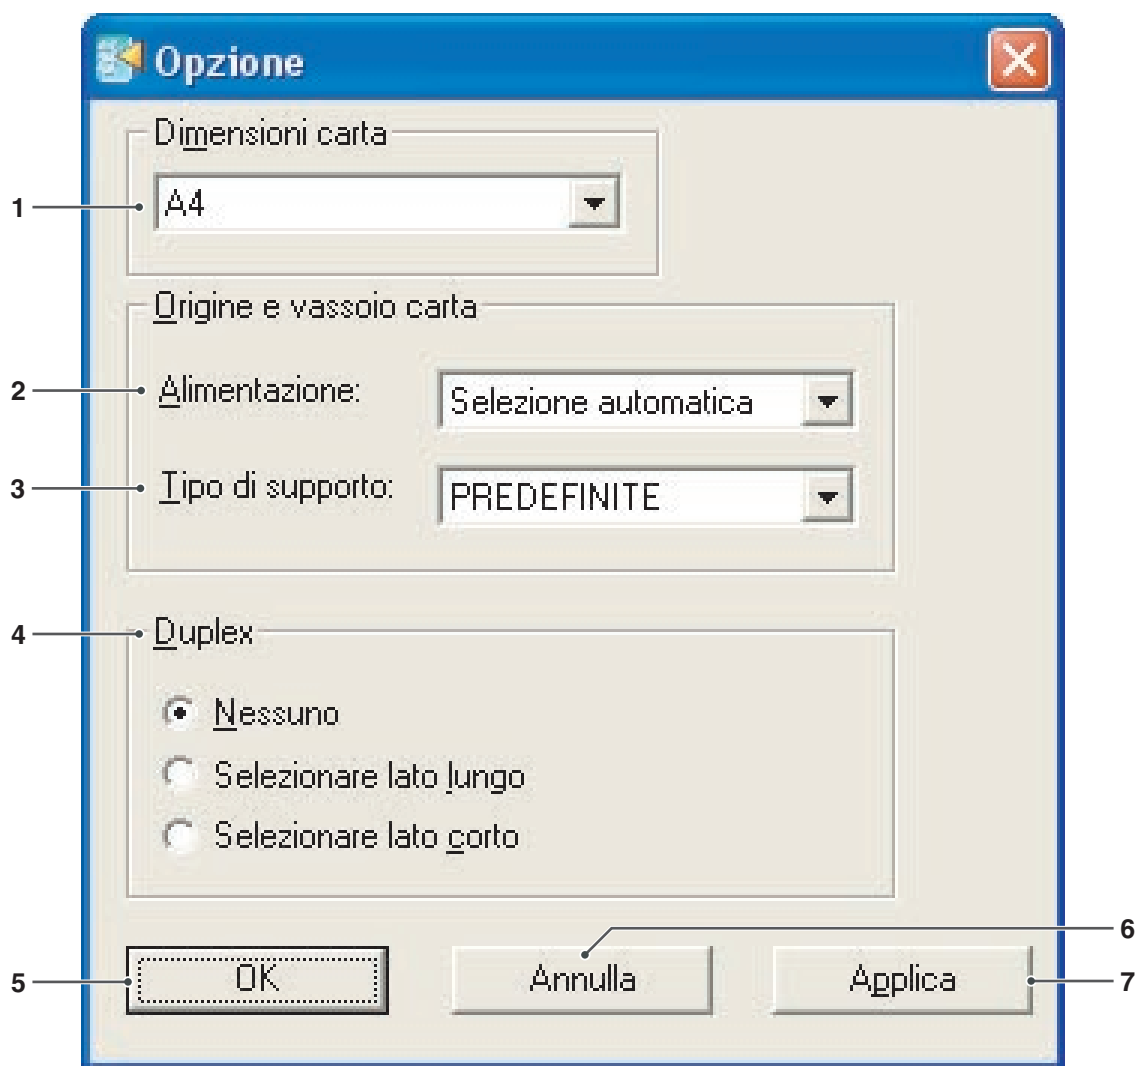 Opzione
Dimensioni carta
1 A4
Origine e vassoio carta
2 Alimentazione: Selezione automatica
3 Tipo di supporto: PREDEFINITE
4 Duplex
Nessuno
Selezionare lato lungo
Selezionare lato corto
6
5 OK Annulla Applica 7